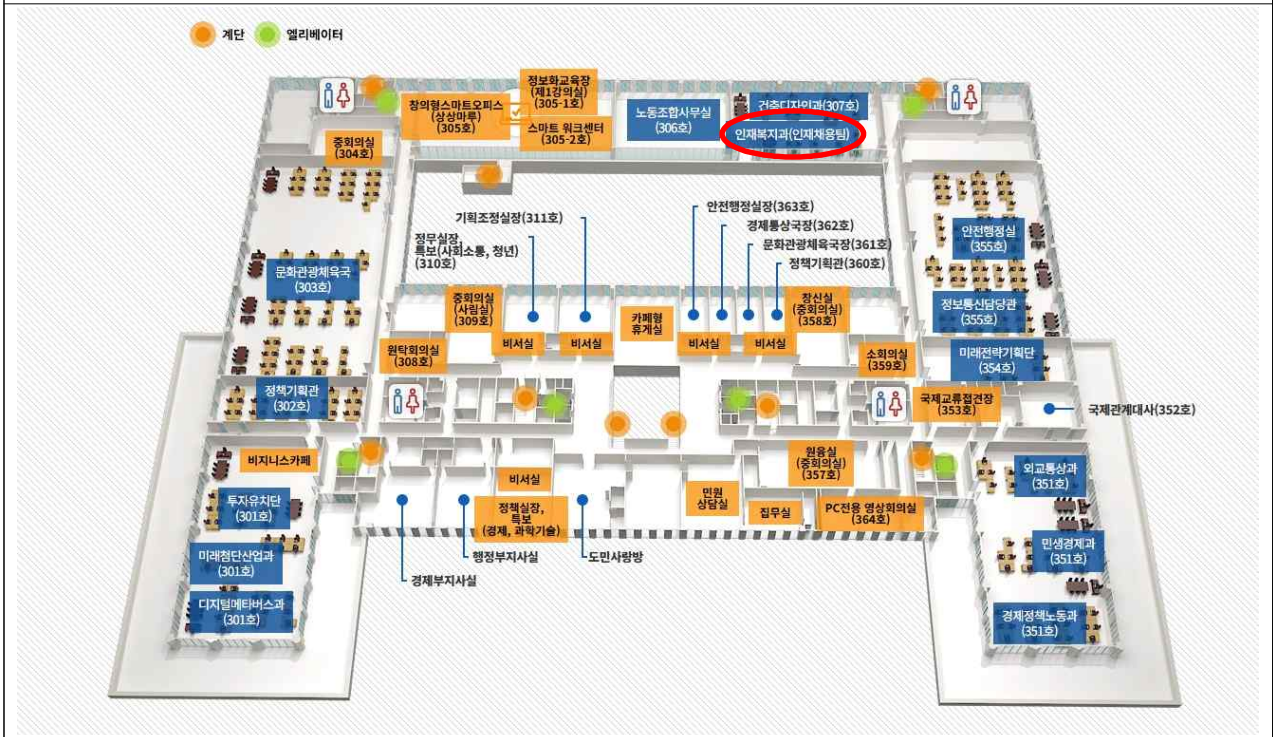 계단 엘리베이터
정보화교육장
(제1강의실)
(305-1호)
창의형스마트오피스
(상상마루)
(305호)
스마트 워크센터
(305-2호)
노동조합사무실
(306호)
건축디자인과(307호)
인재복지과(인재채용팀)
중회의실
(304호)
기획조정실장(311호)
정무실장,
특보(사회소통, 청년)
(310호)
안전행정실장(363호)
경제통상국장(362호)
문화관광체육국장(361호)
정책기획관(360호)
안전행정실
(355호)
문화관광체육국
(303호)
중회의실
(사림실)
(309호)
카페형
휴게실
창신실
(중회의실)
(358호)
정보통신담당관
(355호)
비서실
비서실
비서실
비서실
원탁회의실
(308호)
소회의실
(359호)
미래전략기획단
(354호)
정책기획관
(302호)
국제교류접견장
(353호)
국제관계대사(352호)
비지니스카페
원융실
(중회의실)
(357호)
외교통상과
(351호)
투자유치단
(301호)
비서실
민원
상담실
정책실장,
특보
(경제, 과학기술)
집무실
PC전용 영상회의실
(364호)
미래첨단산업과
(301호)
민생경제과
(351호)
행정부지사실
도민사랑방
경제부지사실
디지털메타버스과
(301호)
경제정책노동과
(351호)